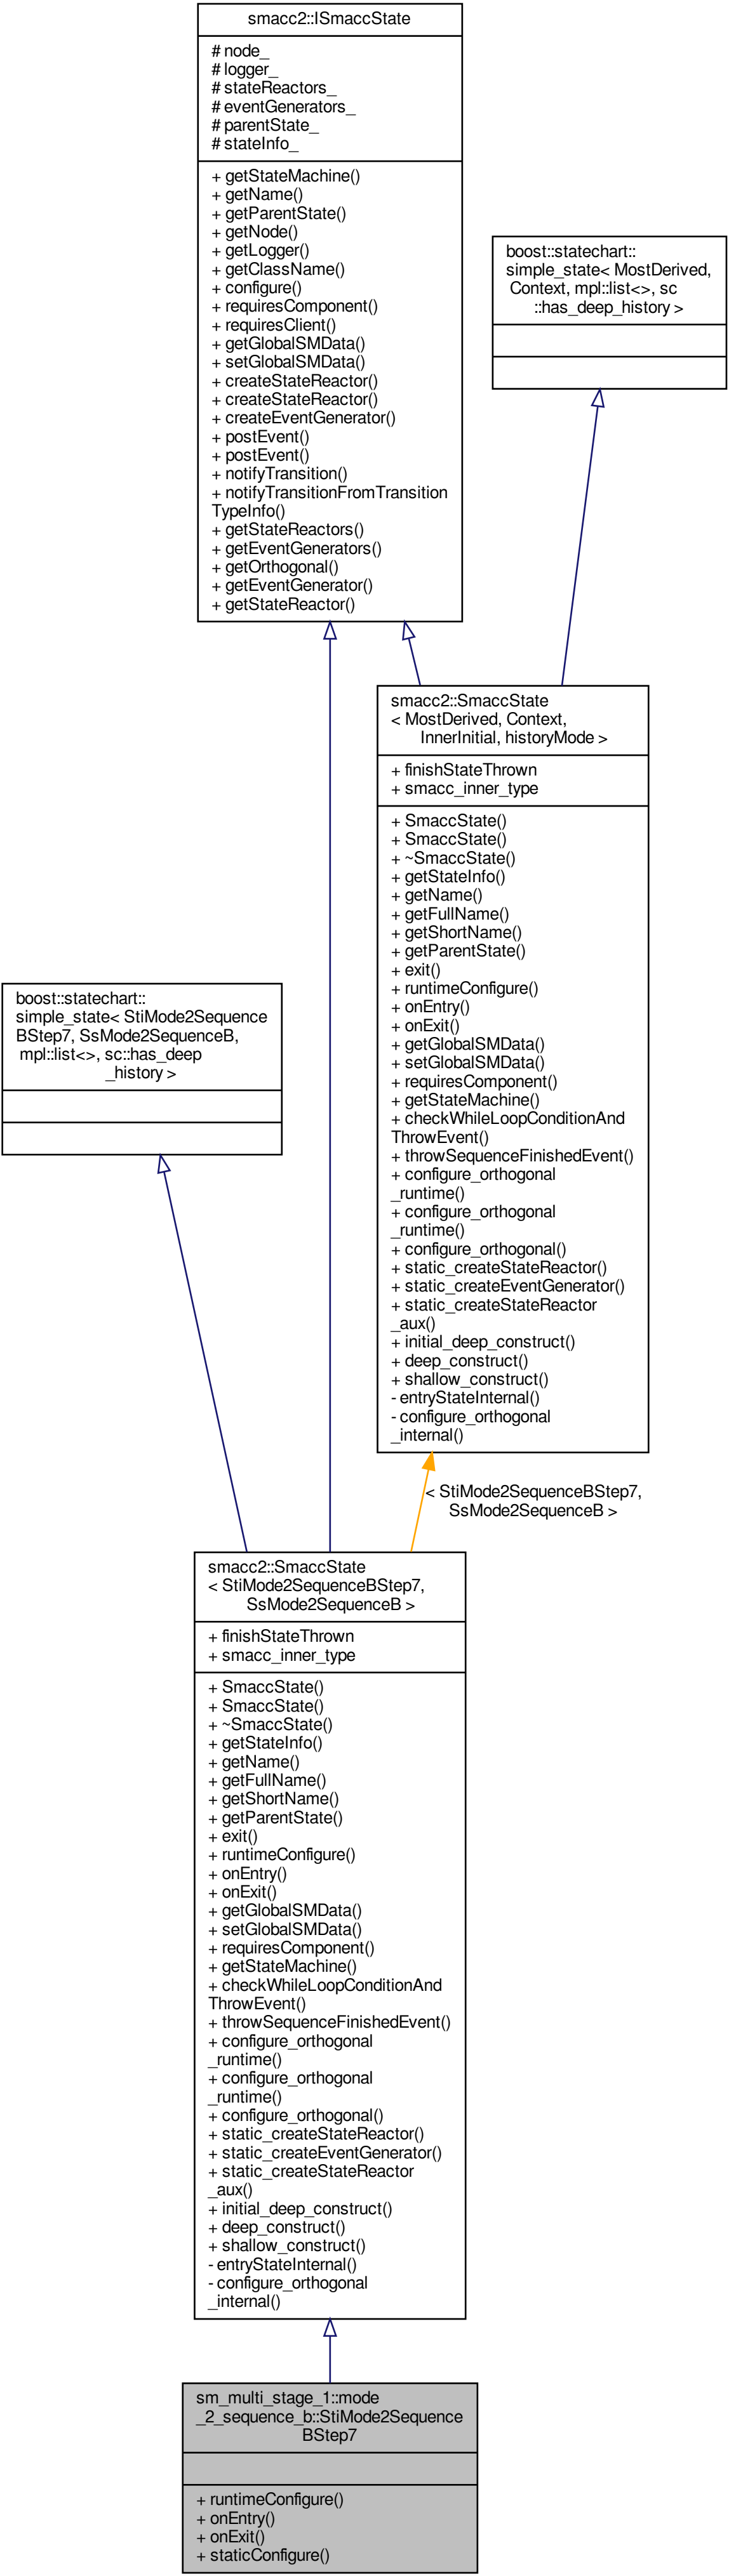 smacc2::ISmaccState
# node_
# logger_
# stateReactors_
# eventGenerators_
# parentState_
# stateInfo_
+ getStateMachine()
+ getName()
+ getParentState()
+ getNode()
+ getLogger()
+ getClassName()
+ configure()
+ requiresComponent()
+ requiresClient()
+ getGlobalSMData()
+ setGlobalSMData()
+ createStateReactor()
+ createStateReactor()
+ createEventGenerator()
+ postEvent()
+ postEvent()
+ notifyTransition()
+ notifyTransitionFromTransition
TypeInfo()
+ getStateReactors()
+ getEventGenerators()
+ getOrthogonal()
+ getEventGenerator()
+ getStateReactor()
boost::statechart::
simple_state< MostDerived,
Context, mpl::list<>, sc
::has_deep_history >
smacc2::SmaccState
< MostDerived, Context,
InnerInitial, historyMode >
+ finishStateThrown
+ smacc_inner_type
+ SmaccState()
+ SmaccState()
+ ~SmaccState()
+ getStateInfo()
+ getName()
+ getFullName()
+ getShortName()
+ getParentState()
+ exit()
+ runtimeConfigure()
+ onEntry()
+ onExit()
+ getGlobalSMData()
+ setGlobalSMData()
+ requiresComponent()
+ getStateMachine()
+ checkWhileLoopConditionAnd
ThrowEvent()
+ throwSequenceFinishedEvent()
+ configure_orthogonal
_runtime()
+ configure_orthogonal
_runtime()
+ configure_orthogonal()
+ static_createStateReactor()
+ static_createEventGenerator()
+ static_createStateReactor
_aux()
+ initial_deep_construct()
+ deep_construct()
+ shallow_construct()
- entryStateInternal()
- configure_orthogonal
_internal()
boost::statechart::
simple_state< StiMode2Sequence
BStep7, SsMode2SequenceB,
mpl::list<>, sc::has_deep
_history >
< StiMode2SequenceBStep7,
SsMode2SequenceB >
smacc2::SmaccState
< StiMode2SequenceBStep7,
SsMode2SequenceB >
+ finishStateThrown
+ smacc_inner_type
+ SmaccState()
+ SmaccState()
+ ~SmaccState()
+ getStateInfo()
+ getName()
+ getFullName()
+ getShortName()
+ getParentState()
+ exit()
+ runtimeConfigure()
+ onEntry()
+ onExit()
+ getGlobalSMData()
+ setGlobalSMData()
+ requiresComponent()
+ getStateMachine()
+ checkWhileLoopConditionAnd
ThrowEvent()
+ throwSequenceFinishedEvent()
+ configure_orthogonal
_runtime()
+ configure_orthogonal
_runtime()
+ configure_orthogonal()
+ static_createStateReactor()
+ static_createEventGenerator()
+ static_createStateReactor
_aux()
+ initial_deep_construct()
+ deep_construct()
+ shallow_construct()
- entryStateInternal()
- configure_orthogonal
_internal()
sm_multi_stage_1::mode
_2_sequence_b::StiMode2Sequence
BStep7
+ runtimeConfigure()
+ onEntry()
+ onExit()
+ staticConfigure()